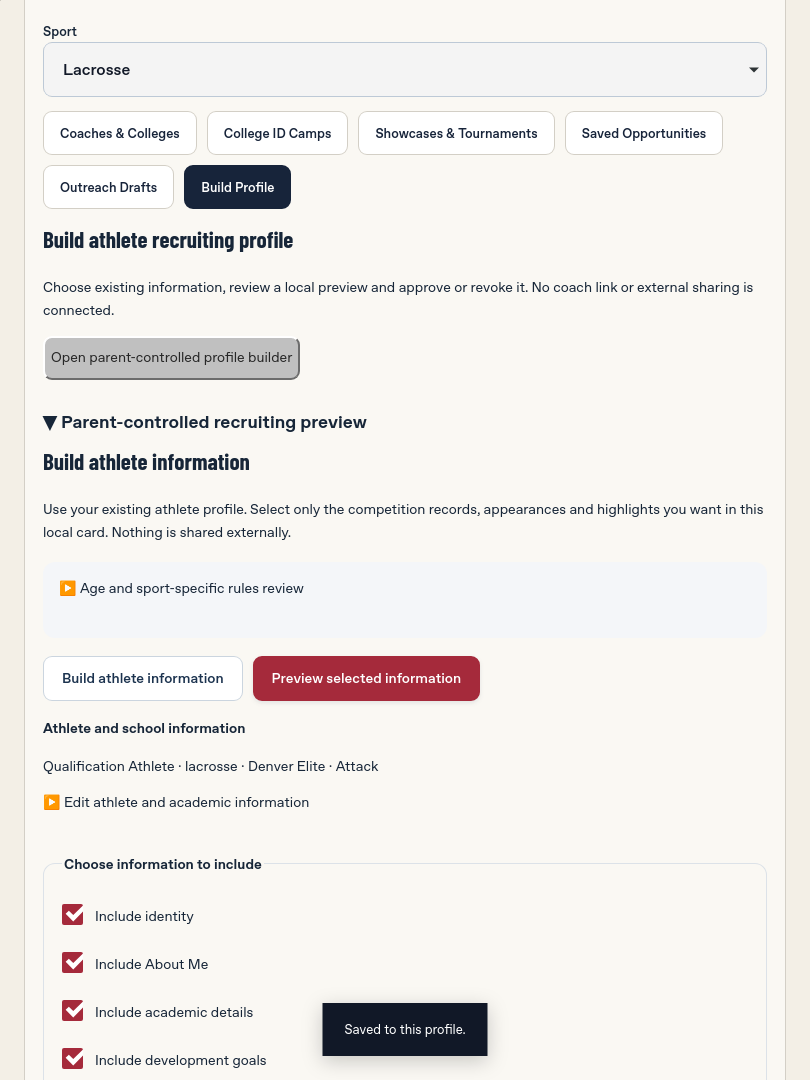 Sport
Lacrosse
Coaches & Colleges
College ID Camps
Showcases & Tournaments
Saved Opportunities
Outreach Drafts
Build Profile
Build athlete recruiting profile
Choose existing information, review a local preview and approve or revoke it. No coach link or external sharing is
connected.
Open parent-controlled profile builder
Parent-controlled recruiting preview
Build athlete information
Use your existing athlete profile. Select only the competition records, appearances and highlights you want in this
local card. Nothing is shared externally.
Age and sport-specific rules review
Build athlete information
Preview selected information
Athlete and school information
Qualification Athlete · lacrosse · Denver Elite · Attack
Edit athlete and academic information
Choose information to include
Include identity
Include About Me
Include academic details
Saved to this profile.
Include development goals